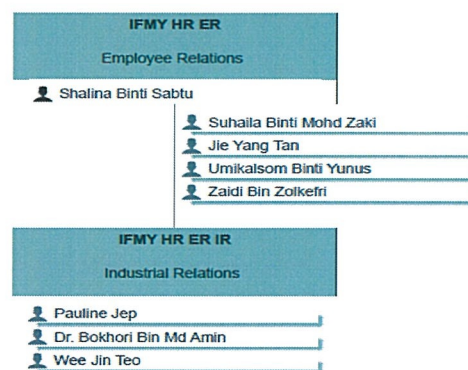 IFMY HR ER
Employee Relations
Shalina Binti Sabtu
Suhaila Binti Mohd Zaki
Jie Yang Tan
Umikalsom Binti Yunus
Zaidi Bin Zolkefri
IFMY HR ER IR
Industrial Relations
Pauline Jep
Dr. Bokhori Bin Md Amin
Wee Jin Teo